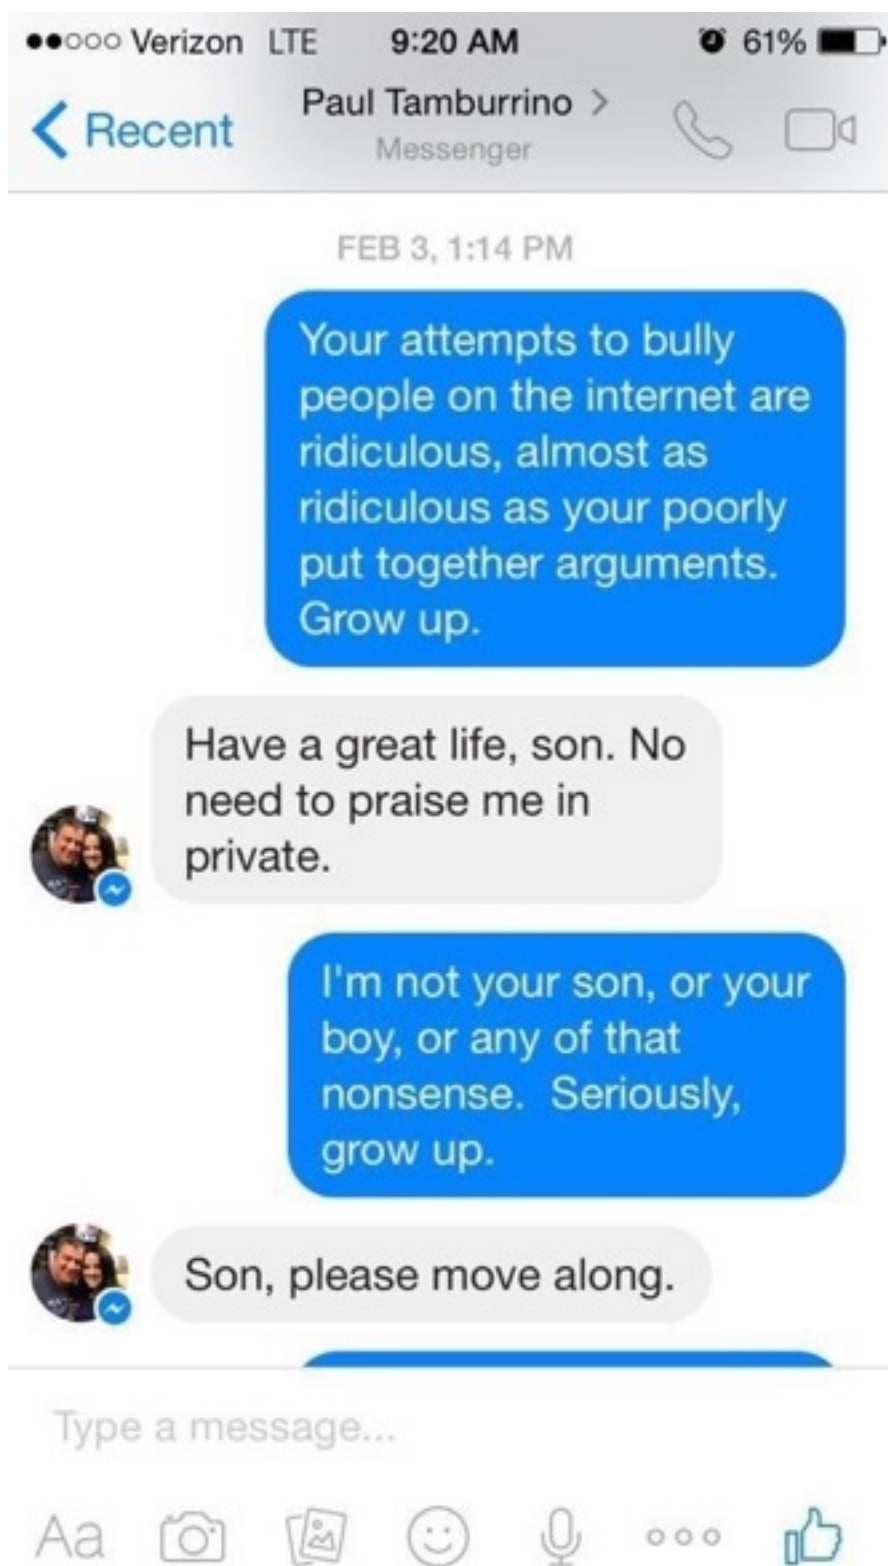 Verizon LTE 9:20 AM 61%
Recent
Paul Tamburrino >
Messenger
FEB 3, 1:14 PM
Your attempts to bully
people on the internet are
ridiculous, almost as
ridiculous as your poorly
put together arguments.
Grow up.
Have a great life, son. No
need to praise me in
private.
I'm not your son, or your
boy, or any of that
nonsense.  Seriously,
grow up.
Son, please move along.
Type a message...
Aa